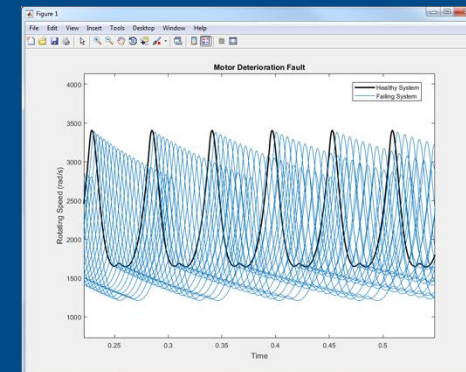 Figure 1
File Edit View Insert Tools Desktop Window Help
Motor Deterioration Fault
Healthy System
Failing System
4000
3500
3000
2500
2000
1500
1000
Rotating Speed (rad/s)
0.25 0.3 0.35 0.4 0.45 0.5
Time